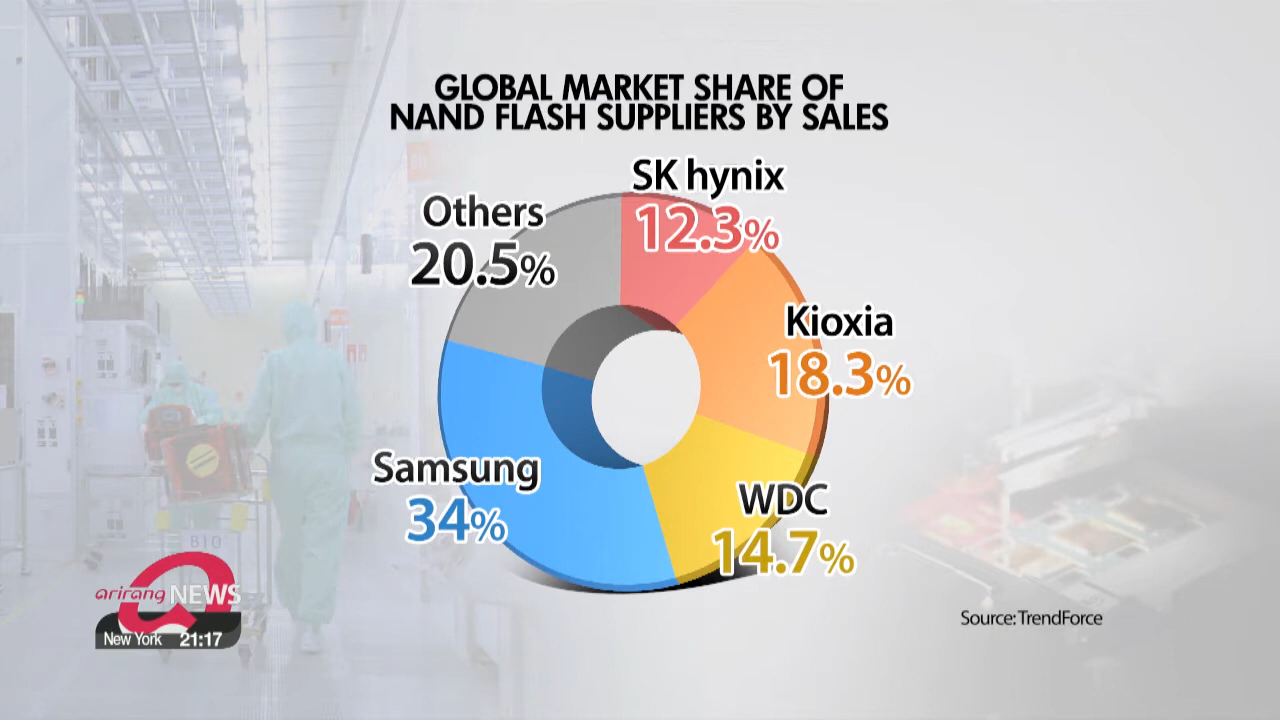 GLOBAL MARKET SHARE OF
NAND FLASH SUPPLIERS BY SALES
SK hynix
12.3%
Others
20.5%
Kioxia
18.3%
Samsung
34%
WDC
14.7%
B10
arirang NEWS
New York 21:17
Source: TrendForce